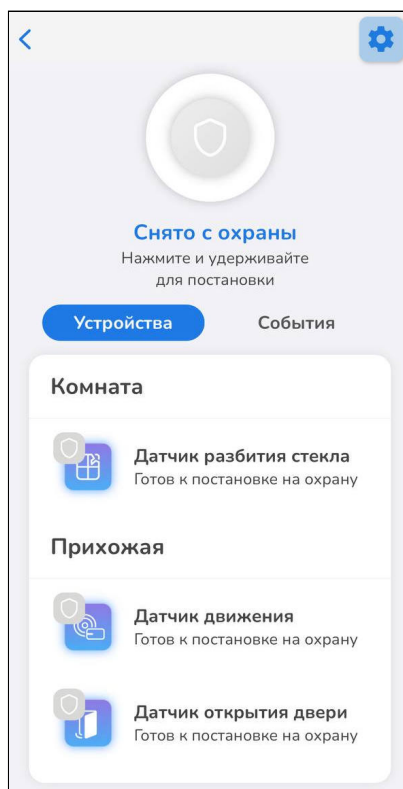 Снято с охраны
Нажмите и удерживайте
для постановки
Устройства
События
Комната
Датчик разбития стекла
Готов к постановке на охрану
Прихожая
Датчик движения
Готов к постановке на охрану
Датчик открытия двери
Готов к постановке на охрану